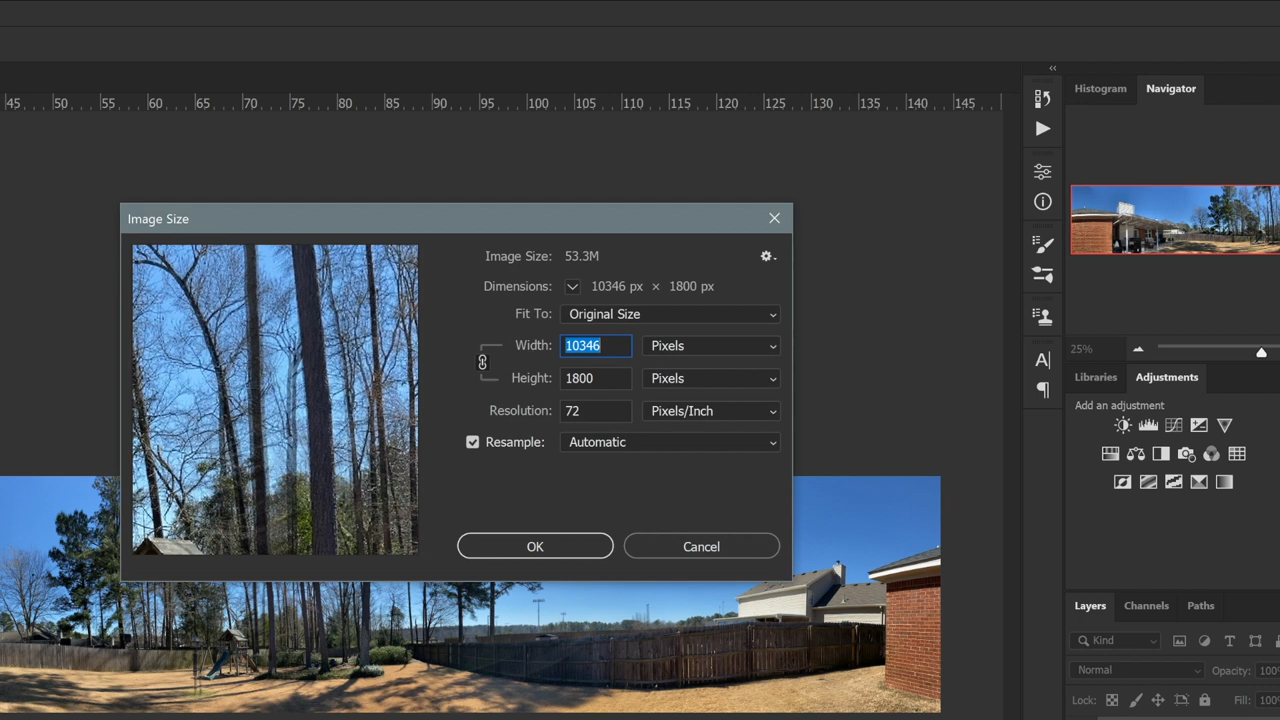 45 50 55 60 65 70 75 80 85 90 95 100 105 110 115 120 125 130 135 140 145
Histogram Navigator
Image Size
Image Size: 53.3M
Dimensions: 10346 px × 1800 px
Fit To: Original Size
Width: 10346 Pixels
Height: 1800 Pixels
Resolution: 72 Pixels/Inch
Resample: Automatic
OK Cancel
25%
Libraries Adjustments
Add an adjustment
Layers Channels Paths
Kind
Normal Opacity: 100
Lock: Fill: 100